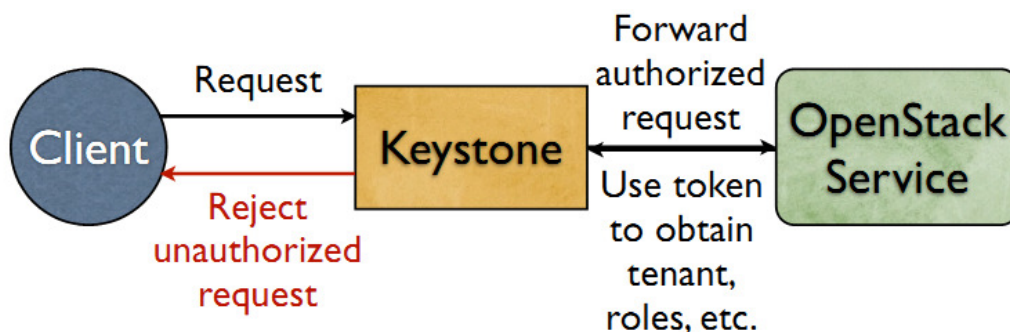 Client
Request
Reject
unauthorized
request
Keystone
Forward
authorized
request
Use token
to obtain
tenant,
roles, etc.
OpenStack
Service